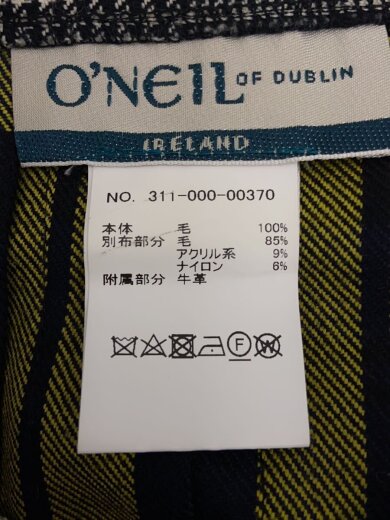 O'NEIL OF DUBLIN
IRELAND
NO. 311-000-00370
本体 毛 100%
別布部分 毛 85%
アクリル系 9%
ナイロン 6%
附属部分 牛革
F W